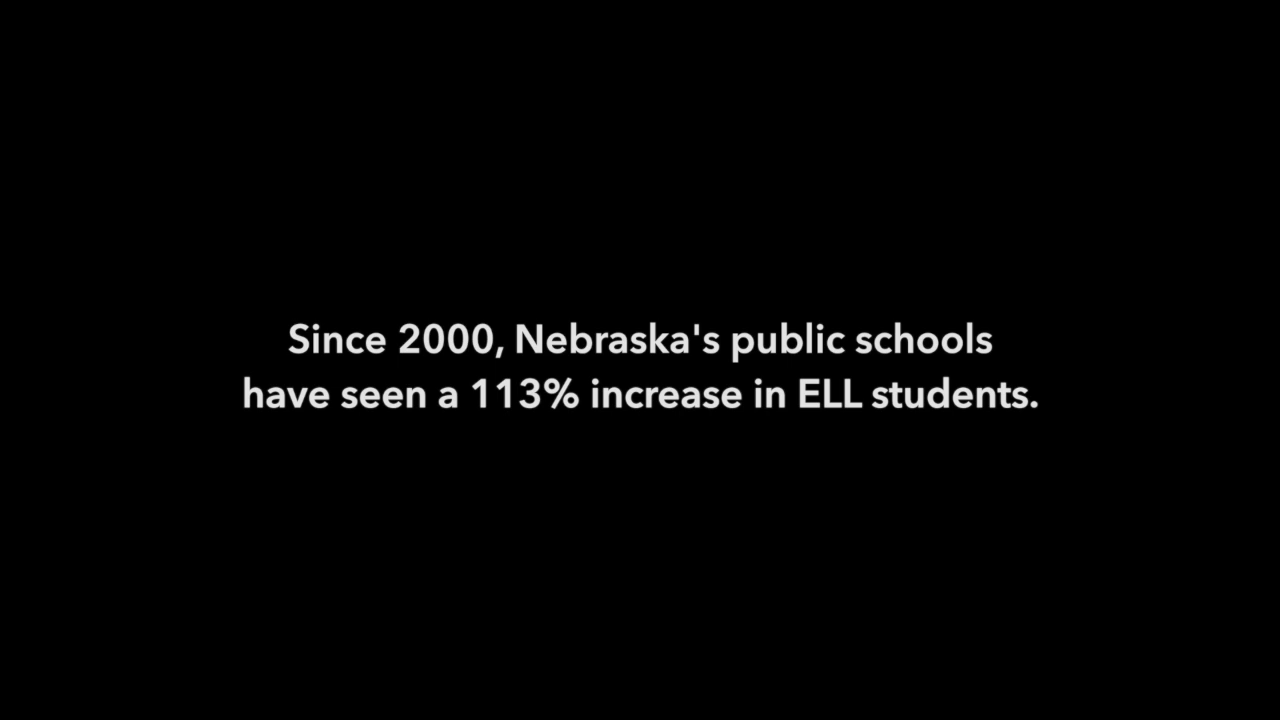 Since 2000, Nebraska's public schools
have seen a 113% increase in ELL students.